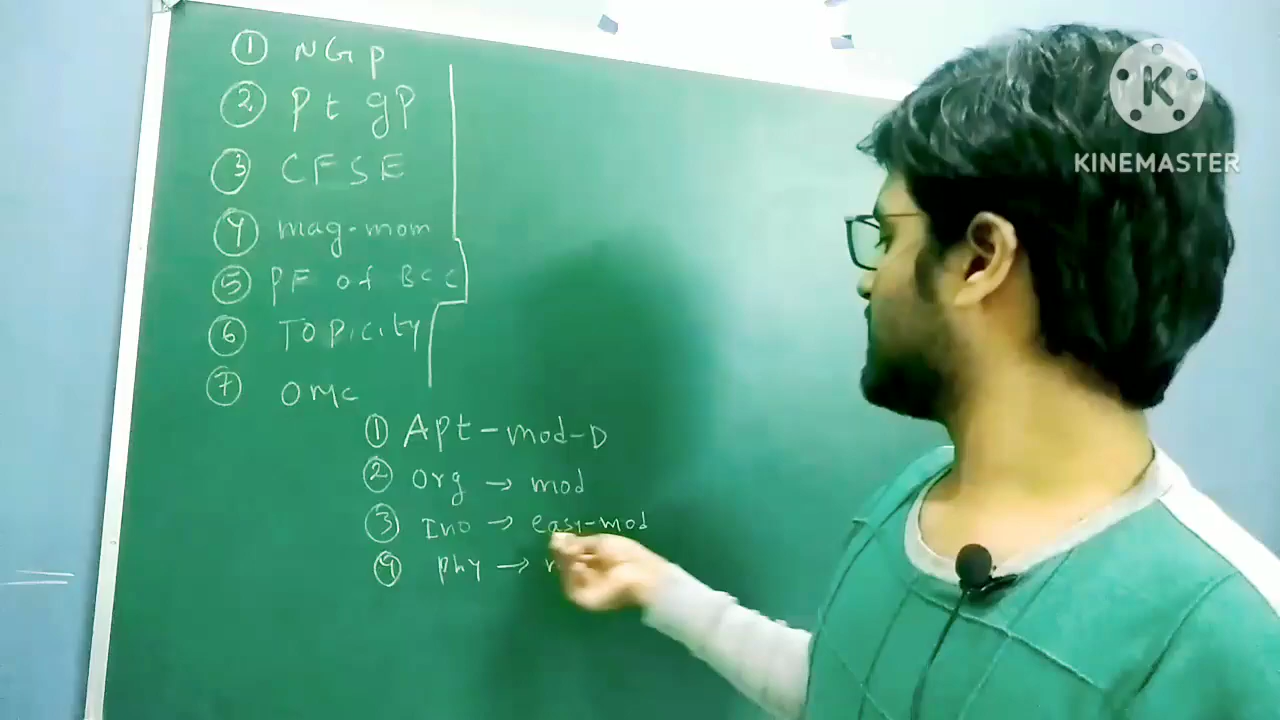 ① NGP
② Pt gP
③ CFSE
④ mag-mom
⑤ PF of BCC
⑥ TOPICITY
⑦ OMC
① Apt-mod-D
② Org → mod
③ Ino → easy-mod
④ phy →
K
KINEMASTER